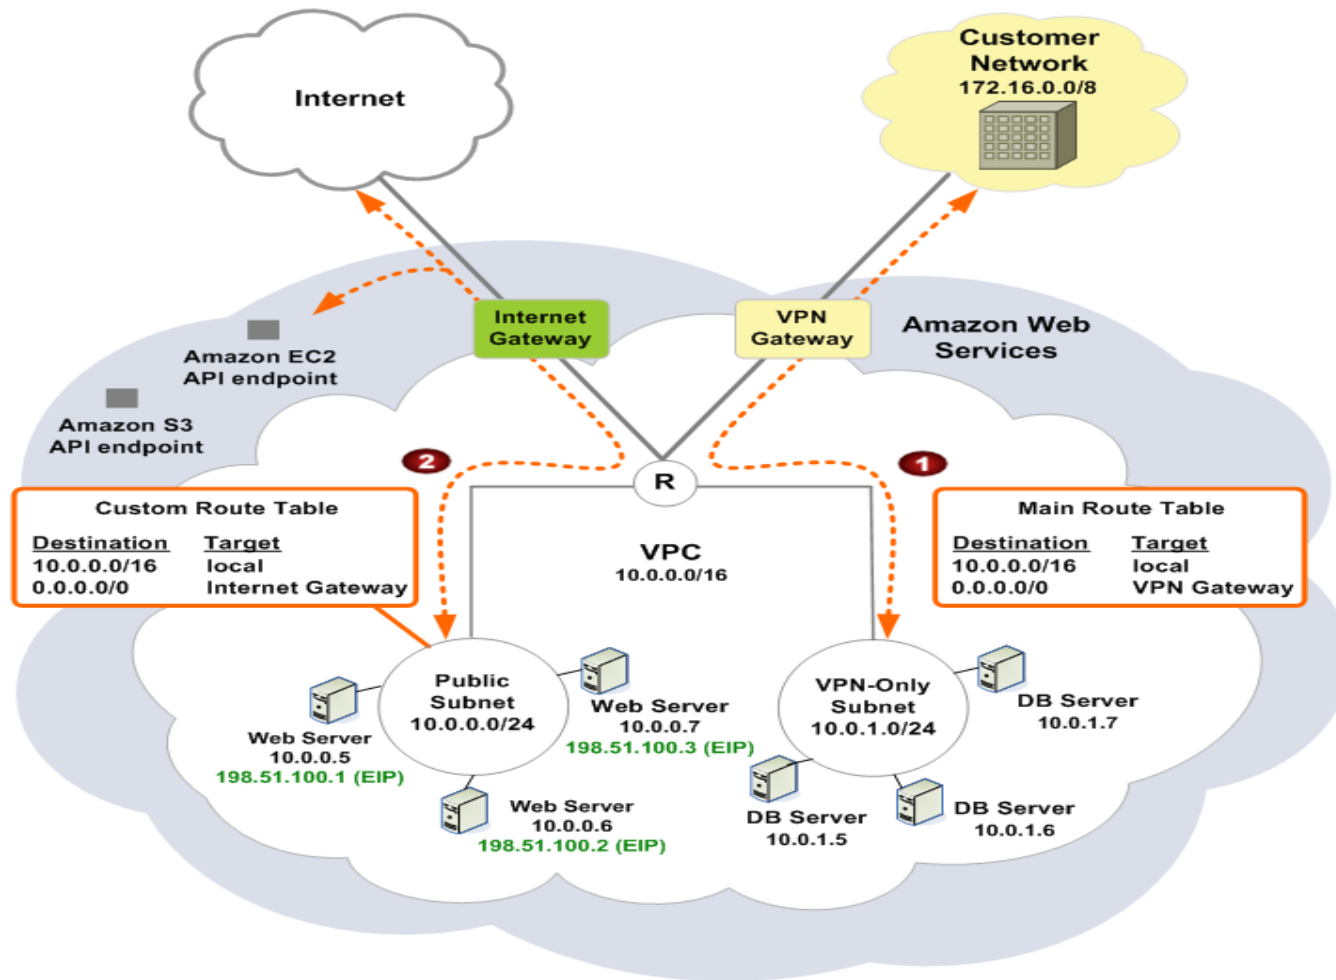 Internet
Customer
Network
172.16.0.0/8
Internet
Gateway
VPN
Gateway
Amazon Web
Services
Amazon EC2
API endpoint
Amazon S3
API endpoint
2
1
R
Custom Route Table
Destination Target
10.0.0.0/16 local
0.0.0.0/0 Internet Gateway
VPC
10.0.0.0/16
Main Route Table
Destination Target
10.0.0.0/16 local
0.0.0.0/0 VPN Gateway
Public
Subnet
10.0.0.0/24
Web Server
10.0.0.5
198.51.100.1 (EIP)
Web Server
10.0.0.7
198.51.100.3 (EIP)
Web Server
10.0.0.6
198.51.100.2 (EIP)
VPN-Only
Subnet
10.0.1.0/24
DB Server
10.0.1.7
DB Server
10.0.1.5
DB Server
10.0.1.6